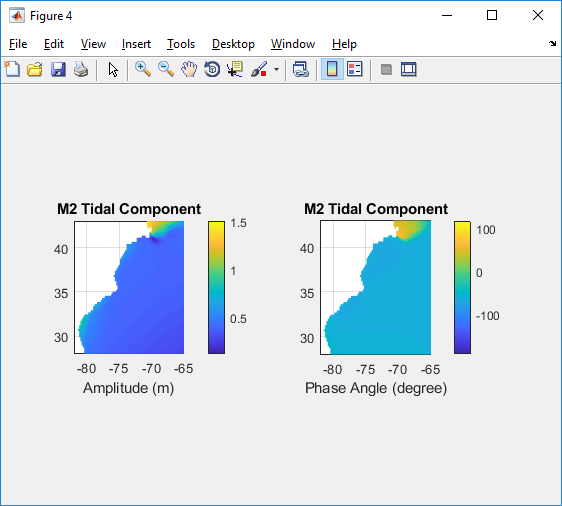 Figure 4
File Edit View Insert Tools Desktop Window Help
M2 Tidal Component
40
35
30
-80 -75 -70 -65
Amplitude (m)
1.5
1
0.5
M2 Tidal Component
40
35
30
-80 -75 -70 -65
Phase Angle (degree)
100
0
-100